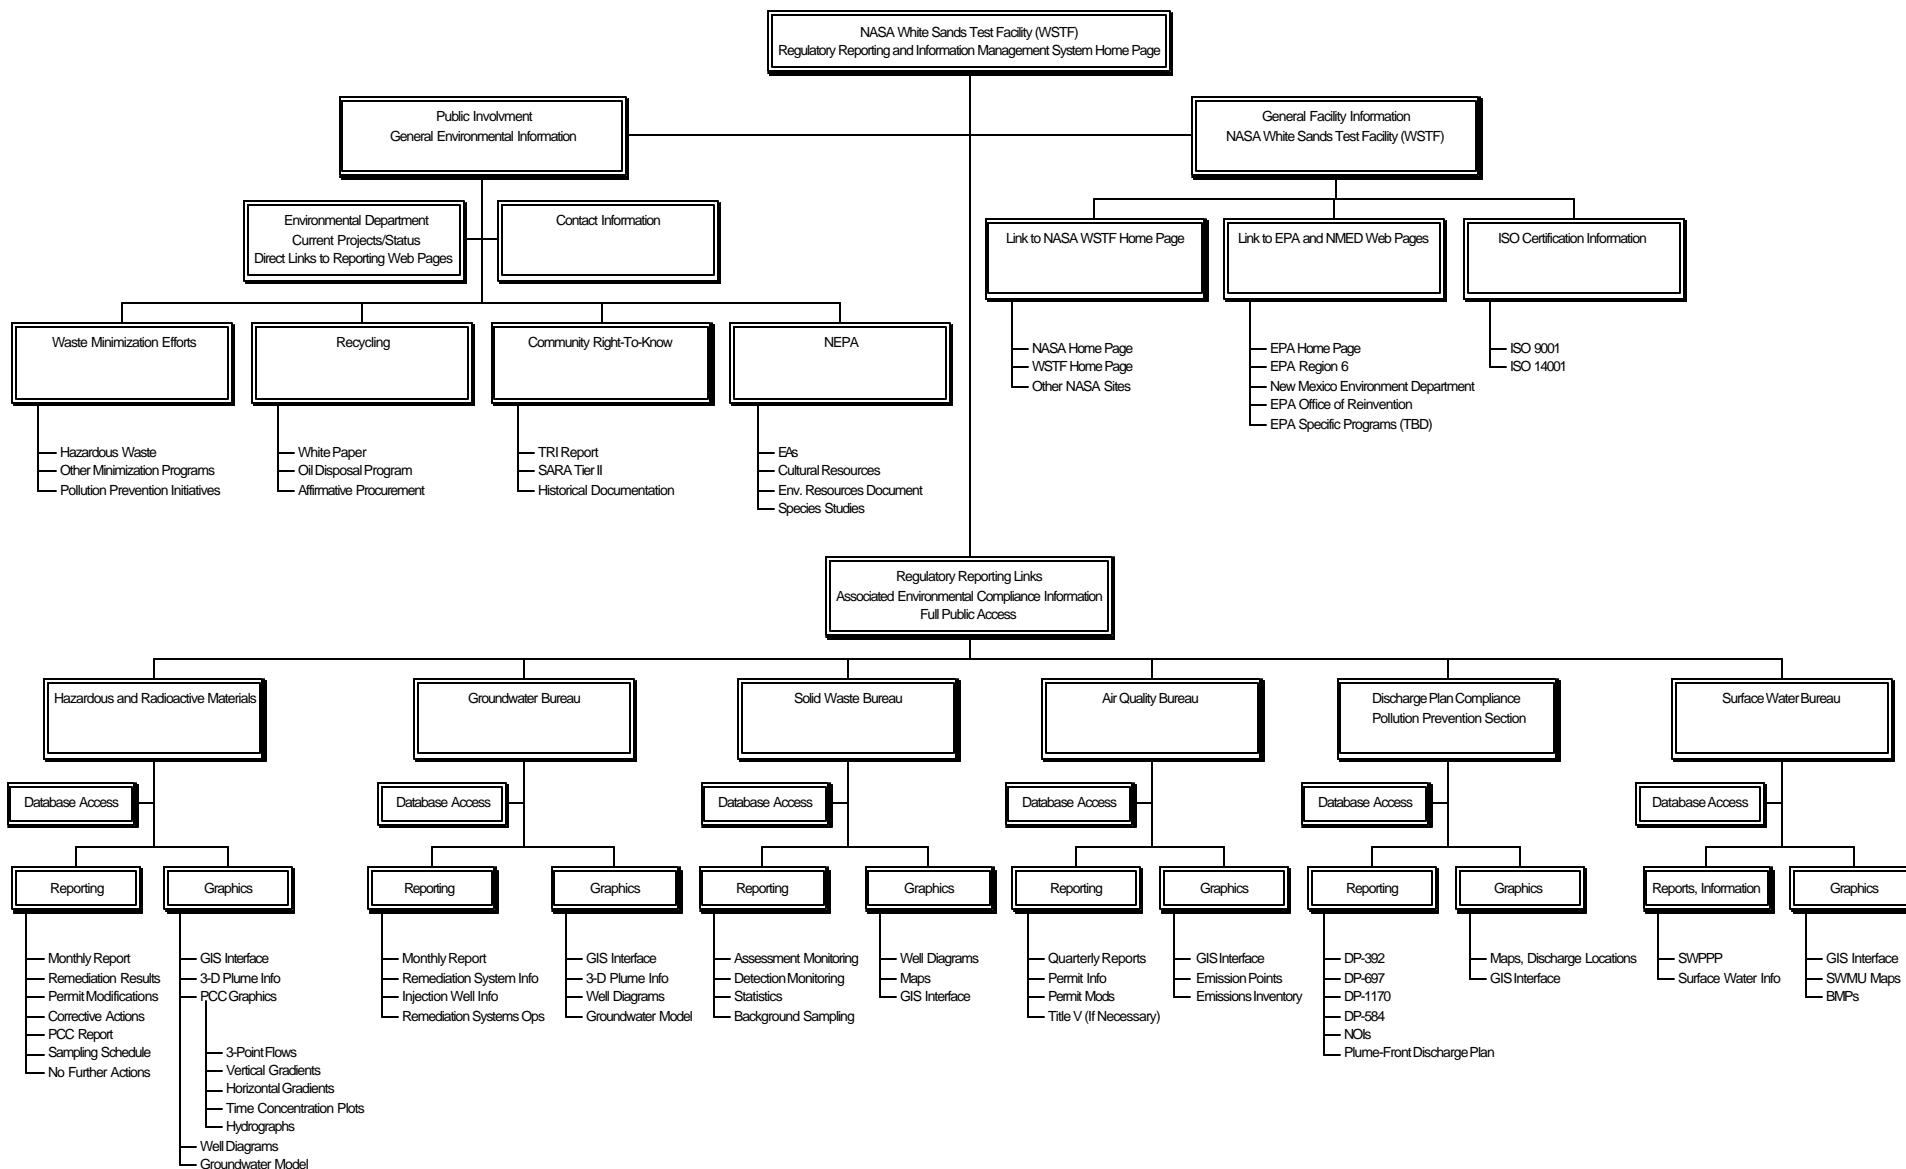 NASA White Sands Test Facility (WSTF)
Regulatory Reporting and Information Management System Home Page
Public Involvment
General Environmental Information
General Facility Information
NASA White Sands Test Facility (WSTF)
Environmental Department
Current Projects/Status
Direct Links to Reporting Web Pages
Contact Information
Link to NASA WSTF Home Page
NASA Home Page
WSTF Home Page
Other NASA Sites
Link to EPA and NMED Web Pages
EPA Home Page
EPA Region 6
New Mexico Environment Department
EPA Office of Reinvention
EPA Specific Programs (TBD)
ISO Certification Information
ISO 9001
ISO 14001
Waste Minimization Efforts
Hazardous Waste
Other Minimization Programs
Pollution Prevention Initiatives
Recycling
White Paper
Oil Disposal Program
Affirmative Procurement
Community Right-To-Know
TRI Report
SARA Tier II
Historical Documentation
NEPA
EAs
Cultural Resources
Env. Resources Document
Species Studies
Regulatory Reporting Links
Associated Environmental Compliance Information
Full Public Access
Hazardous and Radioactive Materials
Database Access
Reporting
Monthly Report
Remediation Results
Permit Modifications
Corrective Actions
PCC Report
Sampling Schedule
No Further Actions
Graphics
GIS Interface
3-D Plume Info
PCC Graphics
3-Point Flows
Vertical Gradients
Horizontal Gradients
Time Concentration Plots
Hydrographs
Well Diagrams
Groundwater Model
Groundwater Bureau
Database Access
Reporting
Monthly Report
Remediation System Info
Injection Well Info
Remediation Systems Ops
Graphics
GIS Interface
3-D Plume Info
Well Diagrams
Groundwater Model
Solid Waste Bureau
Database Access
Reporting
Assessment Monitoring
Detection Monitoring
Statistics
Background Sampling
Graphics
Well Diagrams
Maps
GIS Interface
Air Quality Bureau
Database Access
Reporting
Quarterly Reports
Permit Info
Permit Mods
Title V (If Necessary)
Graphics
GIS Interface
Emission Points
Emissions Inventory
Discharge Plan Compliance
Pollution Prevention Section
Database Access
Reporting
DP-392
DP-697
DP-1170
DP-584
NOIs
Plume-Front Discharge Plan
Graphics
Maps, Discharge Locations
GIS Interface
Surface Water Bureau
Database Access
Reports, Information
SWPPP
Surface Water Info
Graphics
GIS Interface
SWMU Maps
BMPs